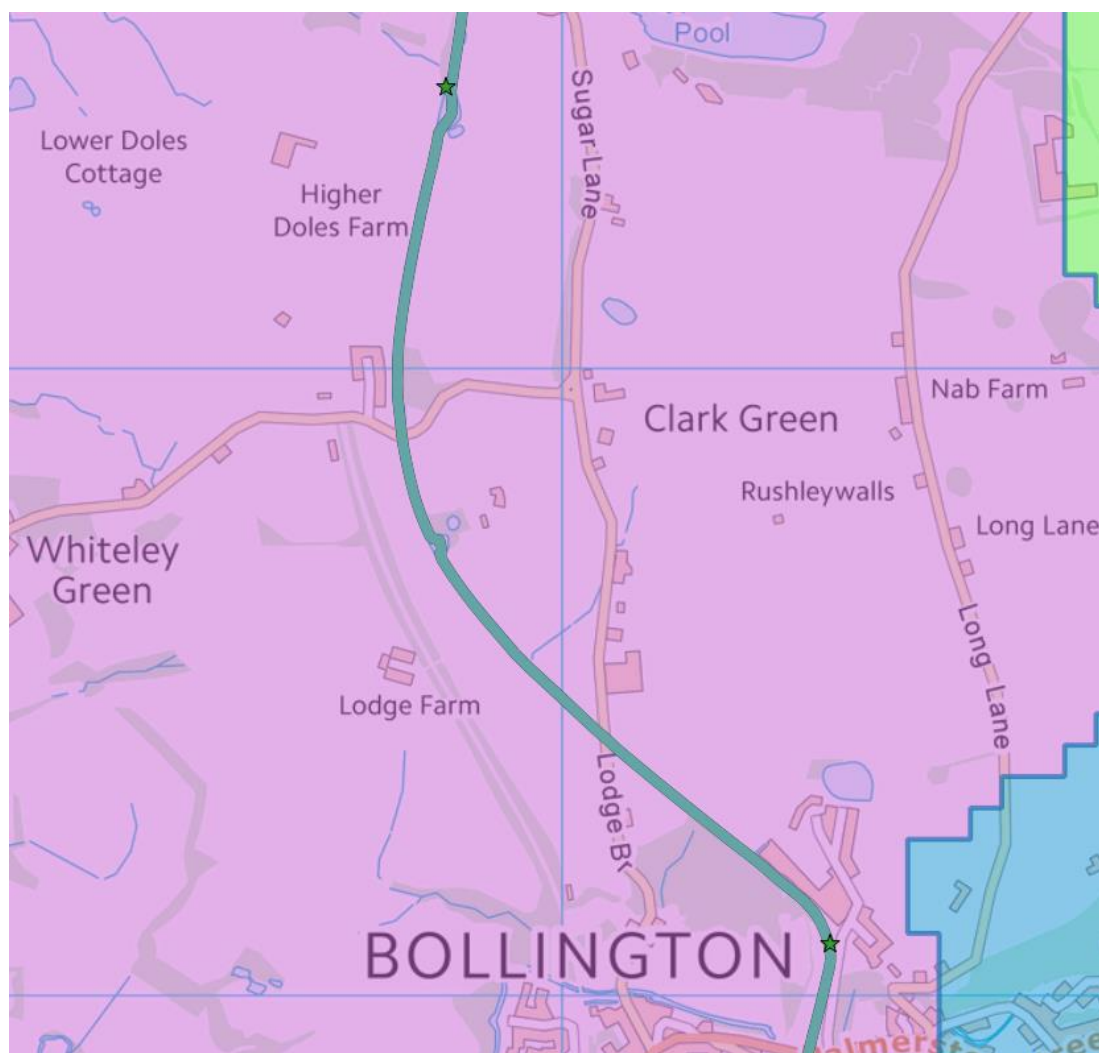 Pool
Sugar Lane
Lower Doles
Cottage
Higher
Doles Farm
Nab Farm
Clark Green
Rushleywalls
Long Lane
Whiteley
Green
Long Lane
Lodge Farm
Lodge Br
BOLLINGTON